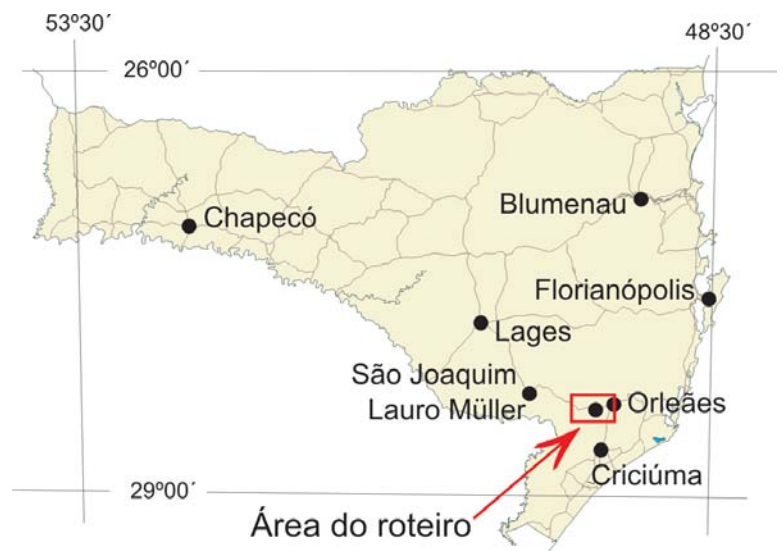 53º30´
48º30´
26º00´
Chapecó
Blumenau
Florianópolis
Lages
São Joaquim
Lauro Müller
Orleães
Criciúma
29º00´
Área do roteiro